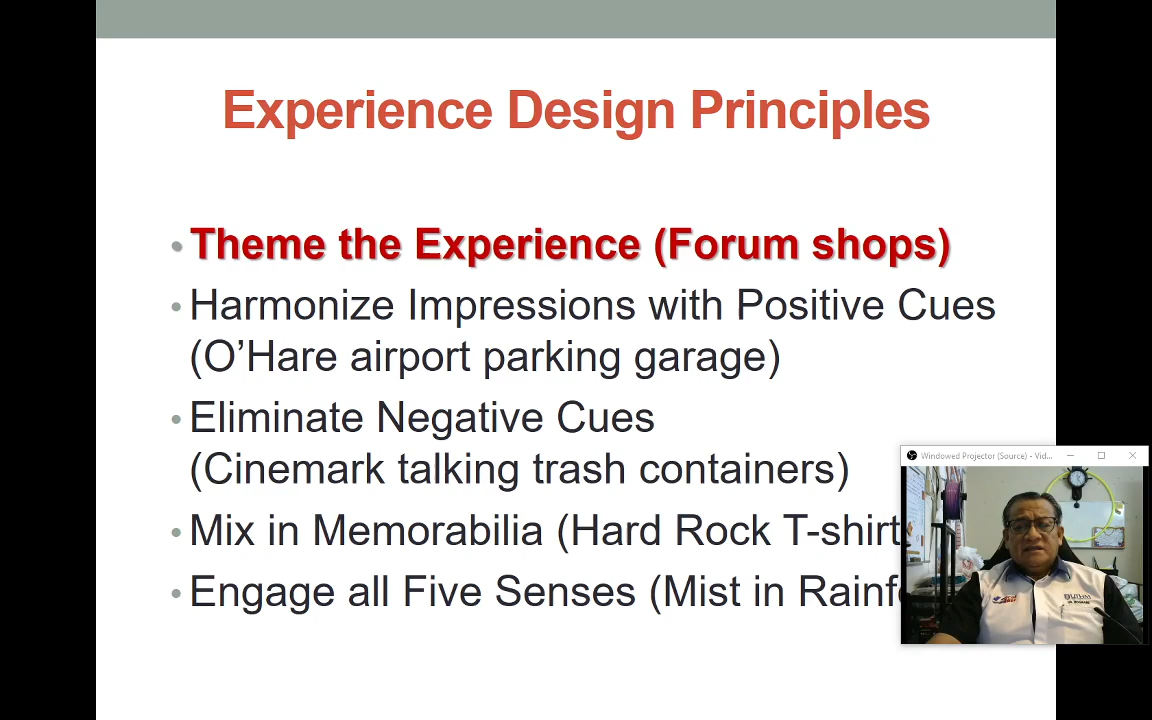 Experience Design Principles
• Theme the Experience (Forum shops)
• Harmonize Impressions with Positive Cues
(O’Hare airport parking garage)
• Eliminate Negative Cues
(Cinemark talking trash containers)
• Mix in Memorabilia (Hard Rock T-shirt
• Engage all Five Senses (Mist in
Windowed Projector (Source) - Vid...